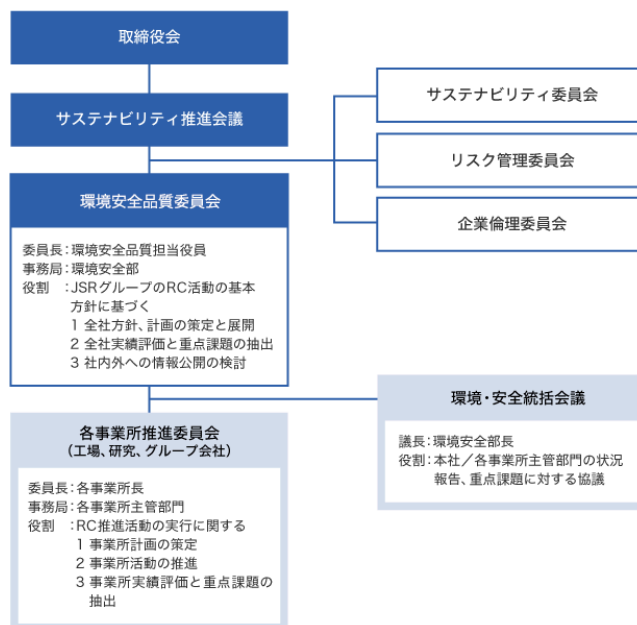 取締役会
サステナビリティ推進会議
サステナビリティ委員会
リスク管理委員会
企業倫理委員会
環境安全品質委員会
委員長：環境安全品質担当役員
事務局：環境安全部
役割　：JSRグループのRC活動の基本
方針に基づく
1 全社方針、計画の策定と展開
2 全社実績評価と重点課題の抽出
3 社内外への情報公開の検討
環境・安全統括会議
議長：環境安全部長
役割：本社／各事業所主管部門の状況
報告、重点課題に対する協議
各事業所推進委員会
（工場、研究、グループ会社）
委員長：各事業所長
事務局：各事業所主管部門
役割　：RC推進活動の実行に関する
1 事業所計画の策定
2 事業所活動の推進
3 事業所実績評価と重点課題の
抽出